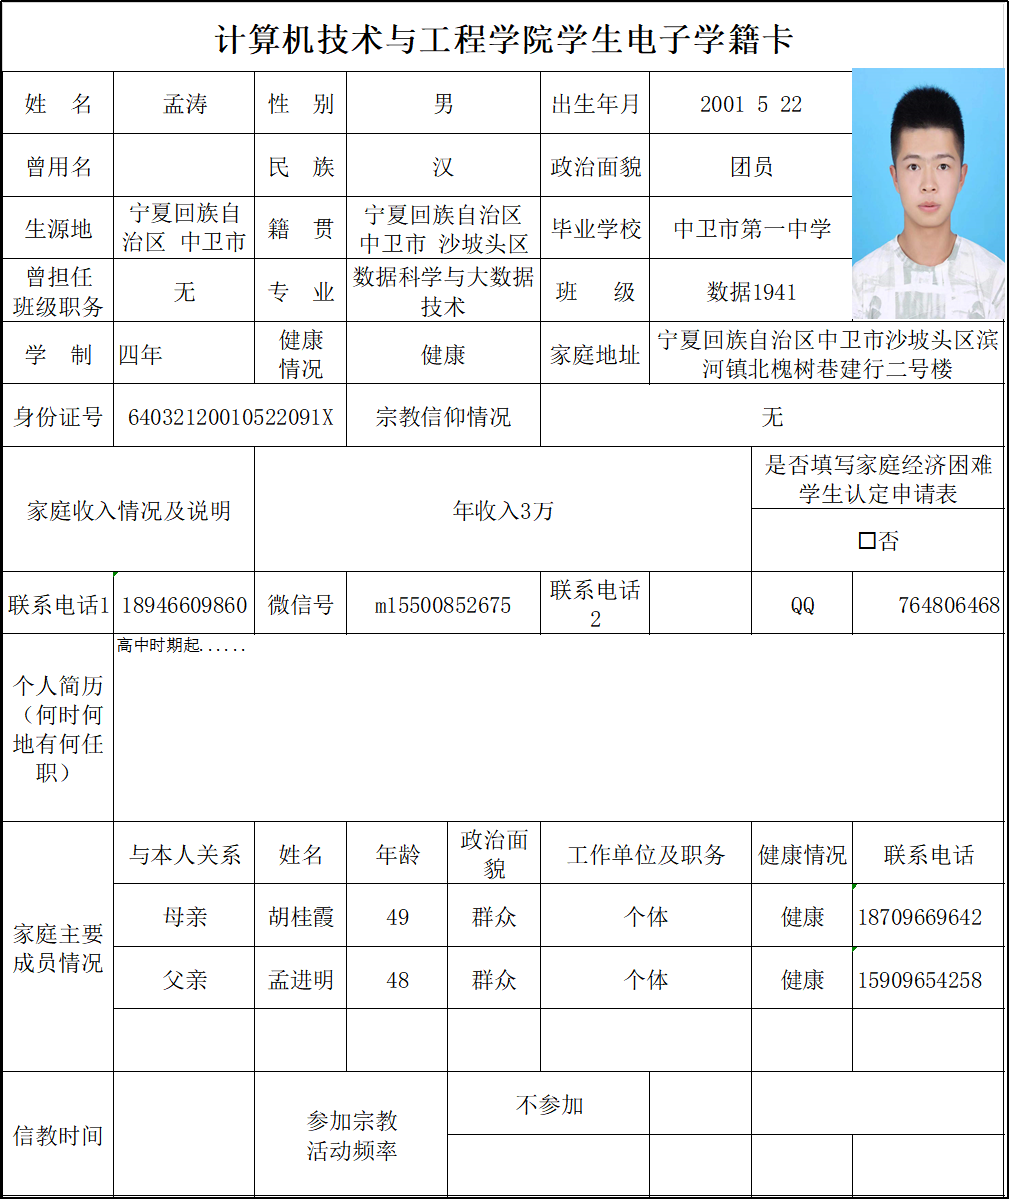 计算机技术与工程学院学生电子学籍卡
姓 名 孟涛 性 别 男 出生年月 2001 5 22
曾用名 民 族 汉 政治面貌 团员
生源地 宁夏回族自治区 中卫市 籍 贯 宁夏回族自治区 中卫市 沙坡头区 毕业学校 中卫市第一中学
曾担任班级职务 无 专 业 数据科学与大数据技术 班 级 数据1941
学 制 四年 健康情况 健康 家庭地址 宁夏回族自治区中卫市沙坡头区滨河镇北槐树巷建行二号楼
身份证号 64032120010522091X 宗教信仰情况 无
家庭收入情况及说明 年收入3万 是否填写家庭经济困难学生认定申请表
□否
联系电话1 18946609860 微信号 m15500852675 联系电话2 QQ 764806468
个人简历（何时何地有何任职） 高中时期起......
家庭主要成员情况 与本人关系 姓名 年龄 政治面貌 工作单位及职务 健康情况 联系电话
母亲 胡桂霞 49 群众 个体 健康 18709669642
父亲 孟进明 48 群众 个体 健康 15909654258
信教时间 参加宗教活动频率 不参加